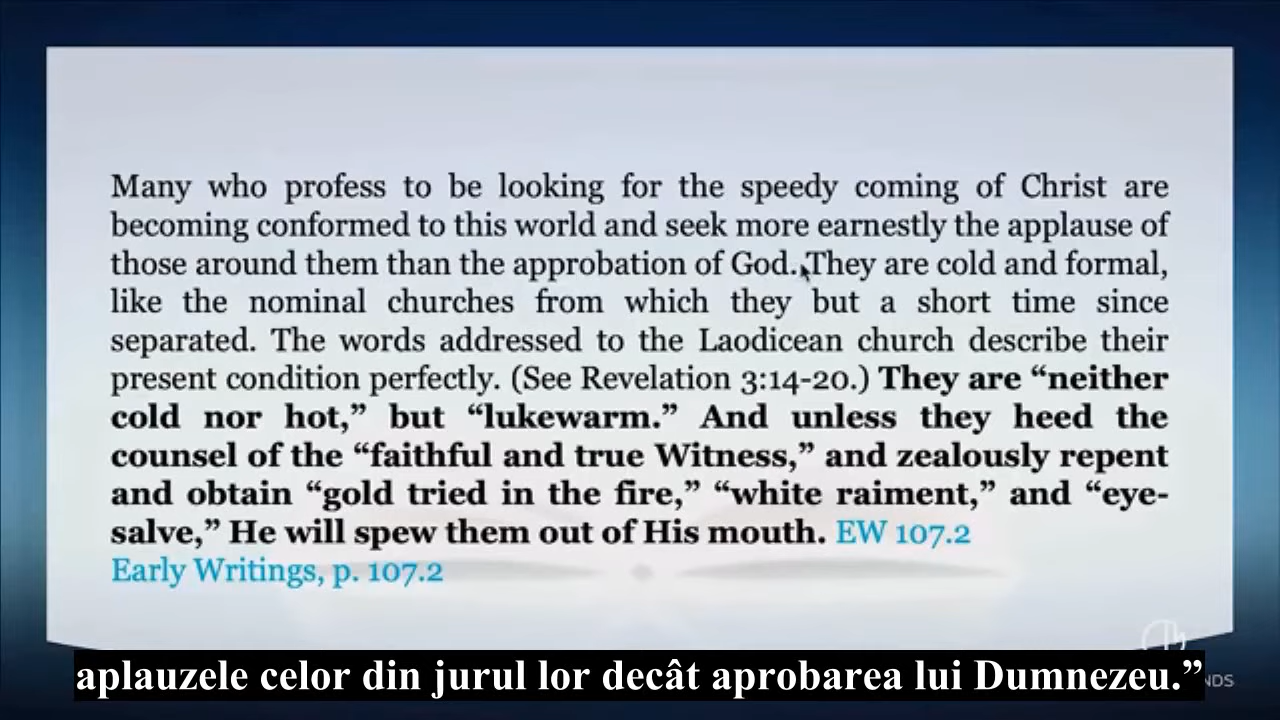 Many who profess to be looking for the speedy coming of Christ are
becoming conformed to this world and seek more earnestly the applause of
those around them than the approbation of God. They are cold and formal,
like the nominal churches from which they but a short time since
separated. The words addressed to the Laodicean church describe their
present condition perfectly. (See Revelation 3:14-20.) They are “neither
cold nor hot,” but “lukewarm.” And unless they heed the
counsel of the “faithful and true Witness,” and zealously repent
and obtain “gold tried in the fire,” “white raiment,” and “eye-
salve,” He will spew them out of His mouth. EW 107.2
Early Writings, p. 107.2
aplauzele celor din jurul lor decât aprobarea lui Dumnezeu.”